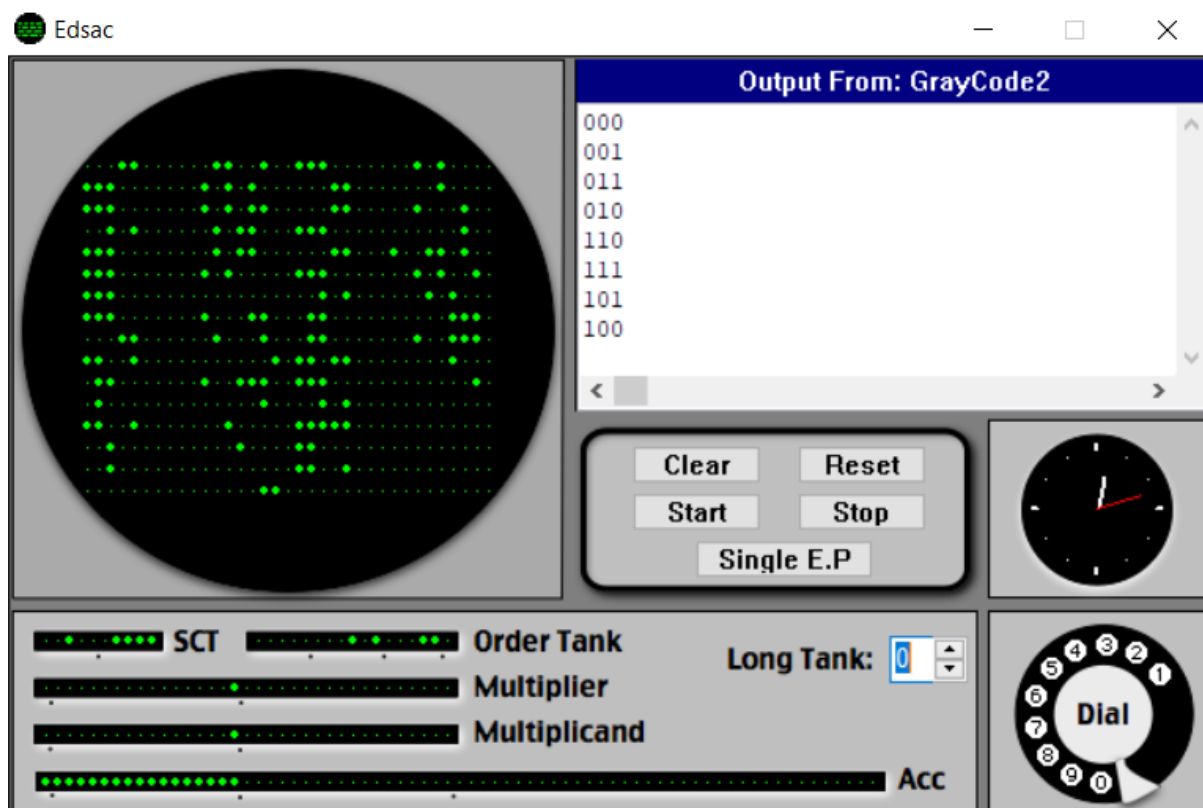 Edsac
Output From: GrayCode2
000
001
011
010
110
111
101
100
Clear
Reset
Start
Stop
Single E.P
SCT
Order Tank
Long Tank: 0
Multiplier
Multiplicand
Acc
3
4
2
5
1
6
Dial
7
8
9
0